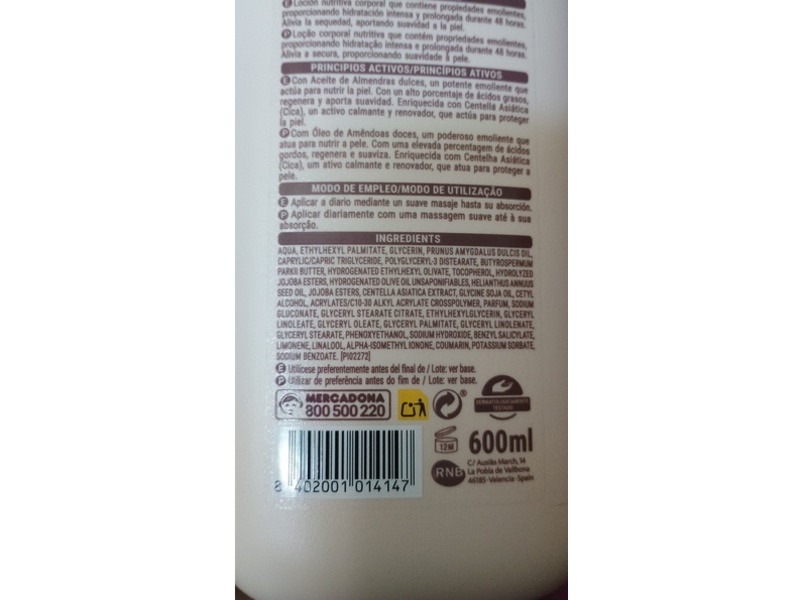 E Loción nutritiva corporal que contiene propiedades emolientes,
proporcionando hidratación intensa y prolongada durante 48 horas.
Alivia la sequedad, aportando suavidad a la piel.
P Loção corporal nutritiva que contém propriedades emolientes,
proporcionando hidratação intensa e prolongada durante 48 horas.
Alivia a secura, proporcionando suavidade à pele.
PRINCIPIOS ACTIVOS/PRINCÍPIOS ATIVOS
E Con Aceite de Almendras dulces, un potente emoliente que
actúa para nutrir la piel. Con un alto porcentaje de ácidos grasos,
regenera y aporta suavidad. Enriquecida con Centella Asiática
(Cica), un activo calmante y renovador, que actúa para proteger
la piel.
P Com Óleo de Amêndoas doces, um poderoso emoliente que
atua para nutrir a pele. Com uma elevada percentagem de ácidos
gordos, regenera e suaviza. Enriquecida com Centelha Asiática
(Cica), um ativo calmante e renovador, que atua para proteger a
pele.
MODO DE EMPLEO/MODO DE UTILIZAÇÃO
E Aplicar a diario mediante un suave masaje hasta su absorción.
P Aplicar diariamente com uma massagem suave até à sua
absorção.
INGREDIENTS
AQUA, ETHYLHEXYL PALMITATE, GLYCERIN, PRUNUS AMYGDALUS DULCIS OIL,
CAPRYLIC/CAPRIC TRIGLYCERIDE, POLYGLYCERYL-3 DISTEARATE, BUTYROSPERMUM
PARKII BUTTER, HYDROGENATED ETHYLHEXYL OLIVATE, TOCOPHEROL, HYDROLYZED
JOJOBA ESTERS, HYDROGENATED OLIVE OIL UNSAPONIFIABLES, HELIANTHUS ANNUUS
SEED OIL, JOJOBA ESTERS, CENTELLA ASIATICA EXTRACT, GLYCINE SOJA OIL, CETYL
ALCOHOL, ACRYLATES/C10-30 ALKYL ACRYLATE CROSSPOLYMER, PARFUM, SODIUM
GLUCONATE, GLYCERYL STEARATE CITRATE, ETHYLHEXYLGLYCERIN, GLYCERYL
LINOLEATE, GLYCERYL OLEATE, GLYCERYL PALMITATE, GLYCERYL LINOLENATE,
GLYCERYL STEARATE, PHENOXYETHANOL, SODIUM HYDROXIDE, BENZYL SALICYLATE,
LIMONENE, LINALOOL, ALPHA-ISOMETHYL IONONE, COUMARIN, POTASSIUM SORBATE,
SODIUM BENZOATE. [PI02272]
E Utilícese preferentemente antes del final de / Lote: ver base.
P Utilizar de preferência antes do fim de / Lote: ver base.
MERCADONA
800 500 220
DERMATOLÓGICAMENTE
TESTADO
12M
600ml
RNB
C/ Ausiàs March, 14
La Pobla de Vallbona
46185 - Valencia - Spain
8 402001 014147